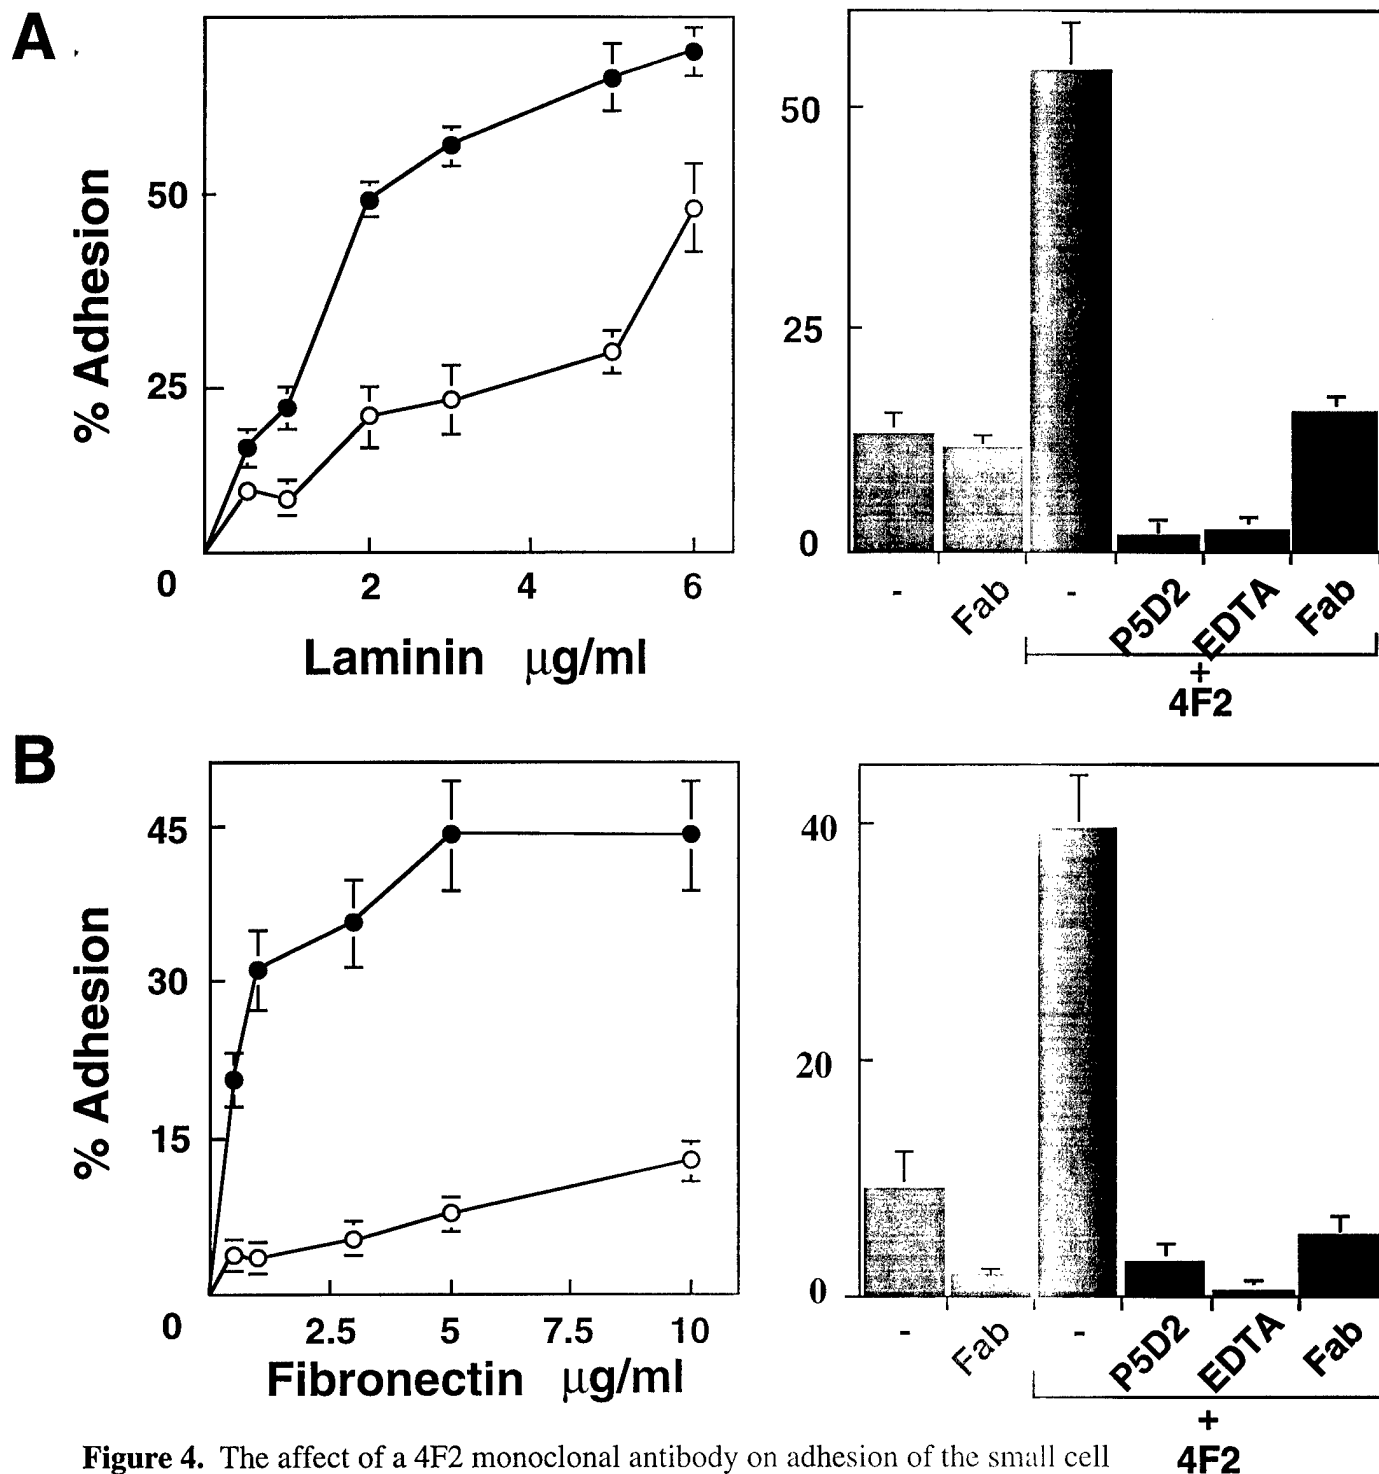 A
% Adhesion
50
25
0
2
4
6
Laminin μg/ml
50
25
0
-
Fab
-
P5D2
EDTA
Fab
+
4F2
B
% Adhesion
45
30
15
0
2.5
5
7.5
10
Fibronectin μg/ml
40
20
0
-
Fab
-
P5D2
EDTA
Fab
+
4F2
Figure 4. The affect of a 4F2 monoclonal antibody on adhesion of the small cell